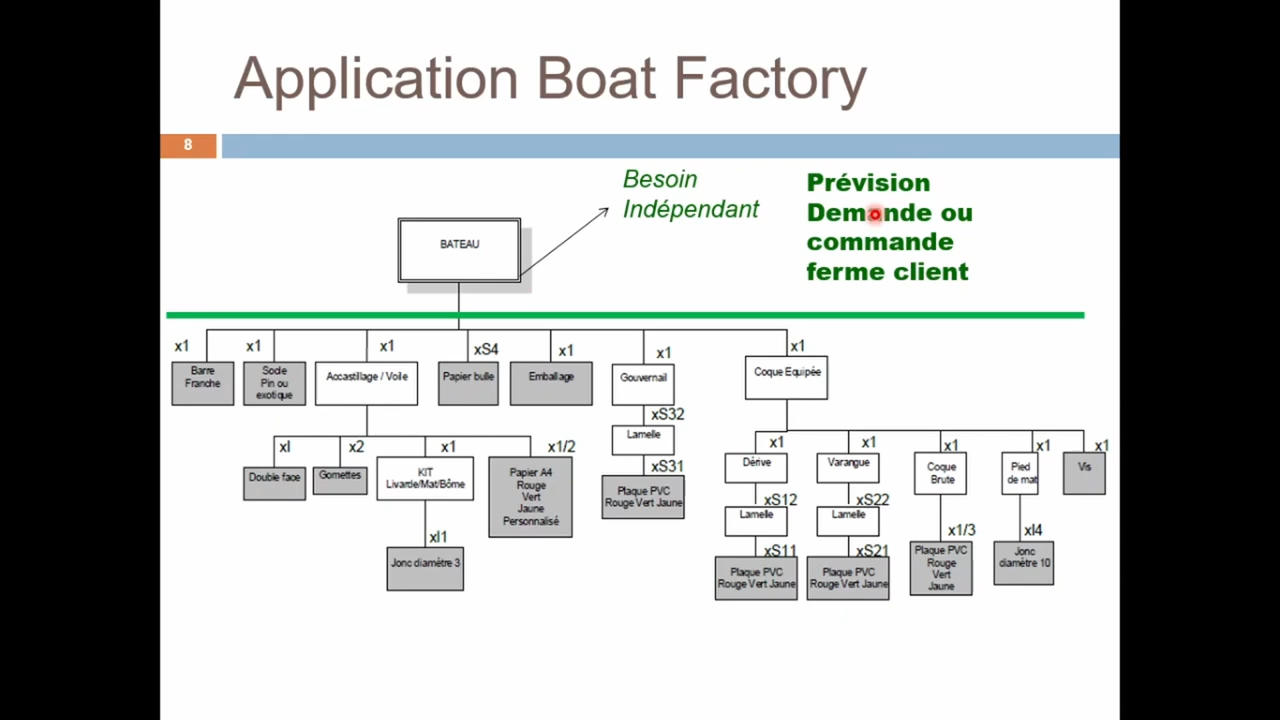 Application Boat Factory
8
Besoin
Indépendant
Prévision
Demande ou
commande
ferme client
BATEAU
x1
x1
x1
xS4
x1
x1
x1
Barre
Franche
Socle
Pin ou
exotique
Accastillage / Voile
Papier bulle
Emballage
Gouvernail
Coque Equipée
xS32
Lamelle
xS31
Plaque PVC
Rouge Vert Jaune
xl
x2
x1
x1/2
Double face
Gomettes
KIT
Livarde/Mat/Bôme
Papier A4
Rouge
Vert
Jaune
Personnalisé
xl1
Jonc diamètre 3
x1
x1
x1
x1
x1
Dérive
Varangue
Coque
Brute
Pied
de mat
Vis
xS12
xS22
Lamelle
Lamelle
xS11
xS21
x1/3
xl4
Plaque PVC
Rouge Vert Jaune
Plaque PVC
Rouge Vert Jaune
Plaque PVC
Rouge
Vert
Jaune
Jonc
diamètre 10